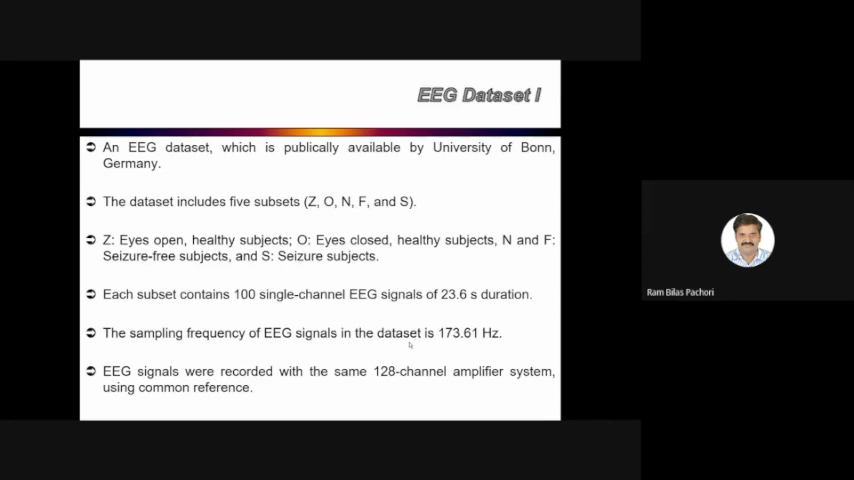 EEG Dataset I
An EEG dataset, which is publically available by University of Bonn,
Germany.
The dataset includes five subsets (Z, O, N, F, and S).
Z: Eyes open, healthy subjects; O: Eyes closed, healthy subjects, N and F:
Seizure-free subjects, and S: Seizure subjects.
Each subset contains 100 single-channel EEG signals of 23.6 s duration.
The sampling frequency of EEG signals in the dataset is 173.61 Hz.
EEG signals were recorded with the same 128-channel amplifier system,
using common reference.
Ram Bilas Pachori